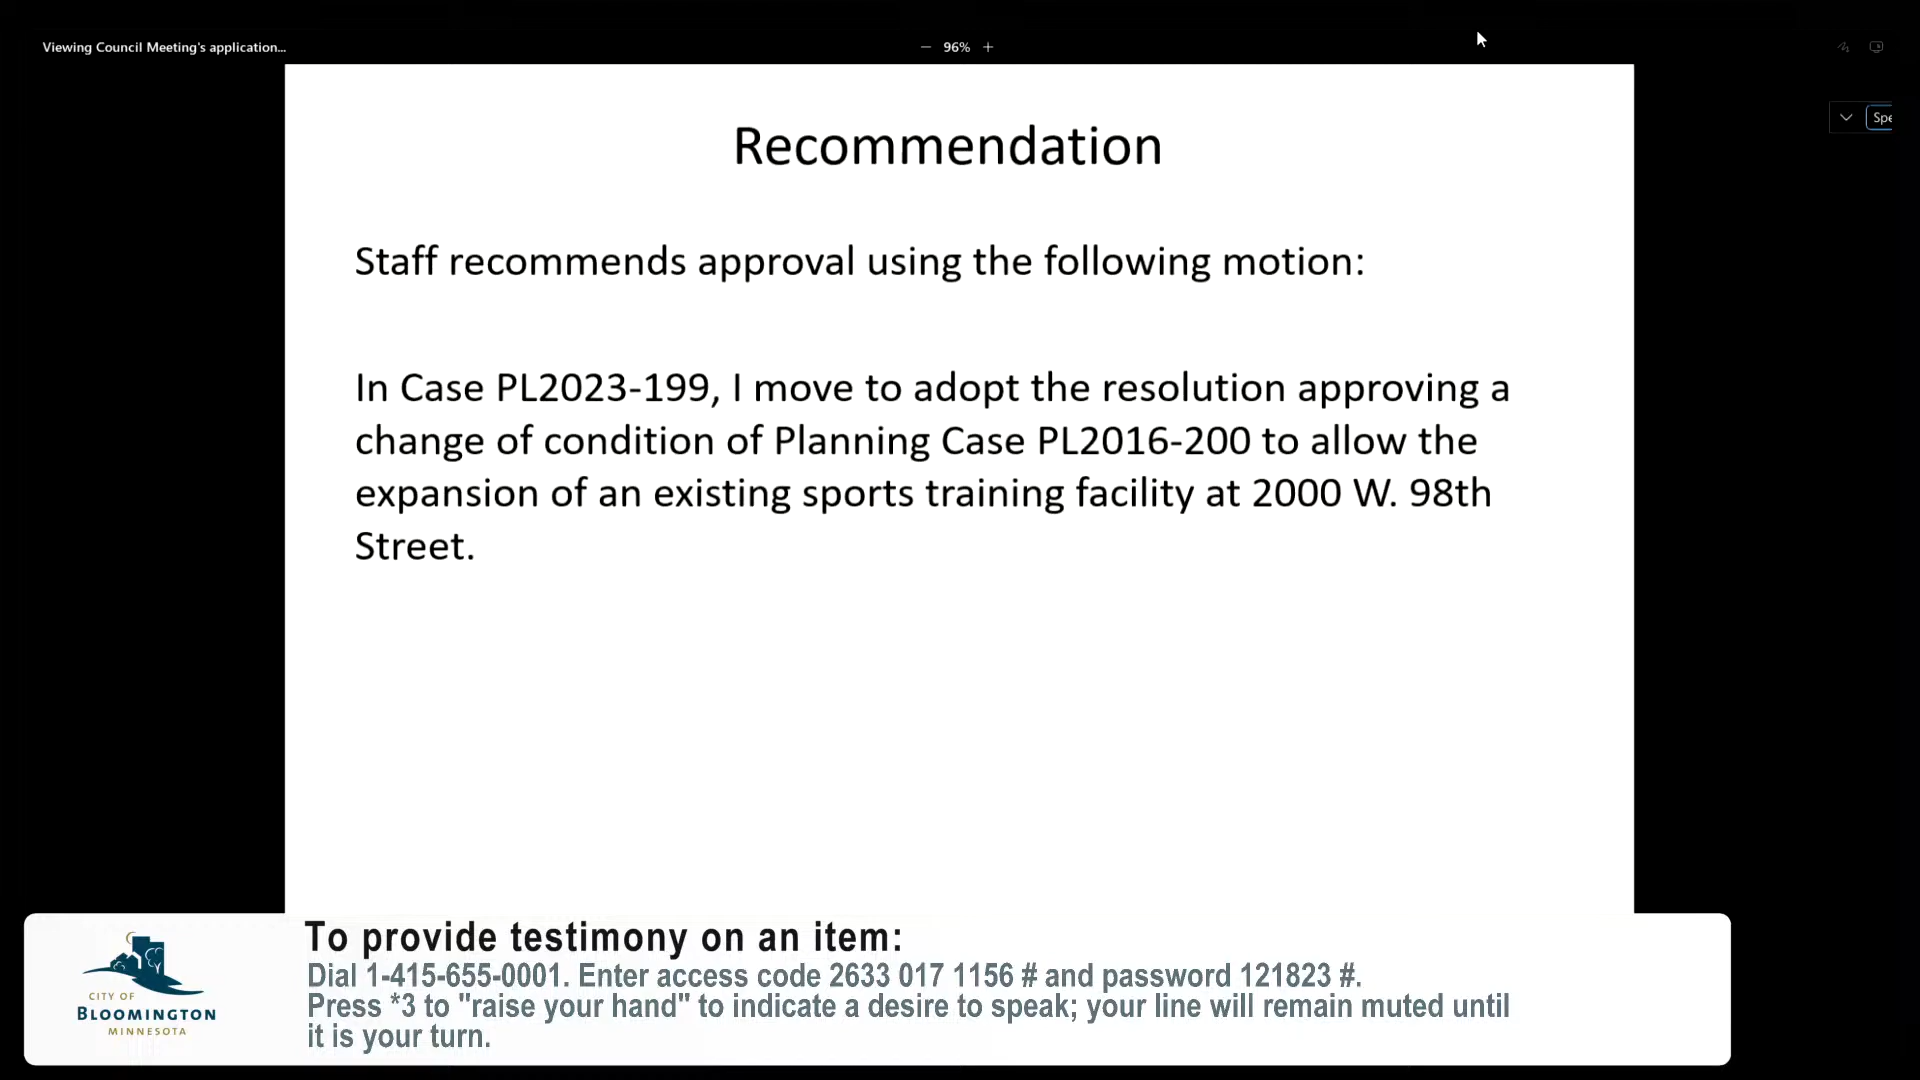 Viewing Council Meeting's application...
— 96% +
Spe
Recommendation
Staff recommends approval using the following motion:
In Case PL2023-199, I move to adopt the resolution approving a
change of condition of Planning Case PL2016-200 to allow the
expansion of an existing sports training facility at 2000 W. 98th
Street.
To provide testimony on an item:
Dial 1-415-655-0001. Enter access code 2633 017 1156 # and password 121823 #.
Press *3 to "raise your hand" to indicate a desire to speak; your line will remain muted until
it is your turn.
CITY OF
BLOOMINGTON
MINNESOTA